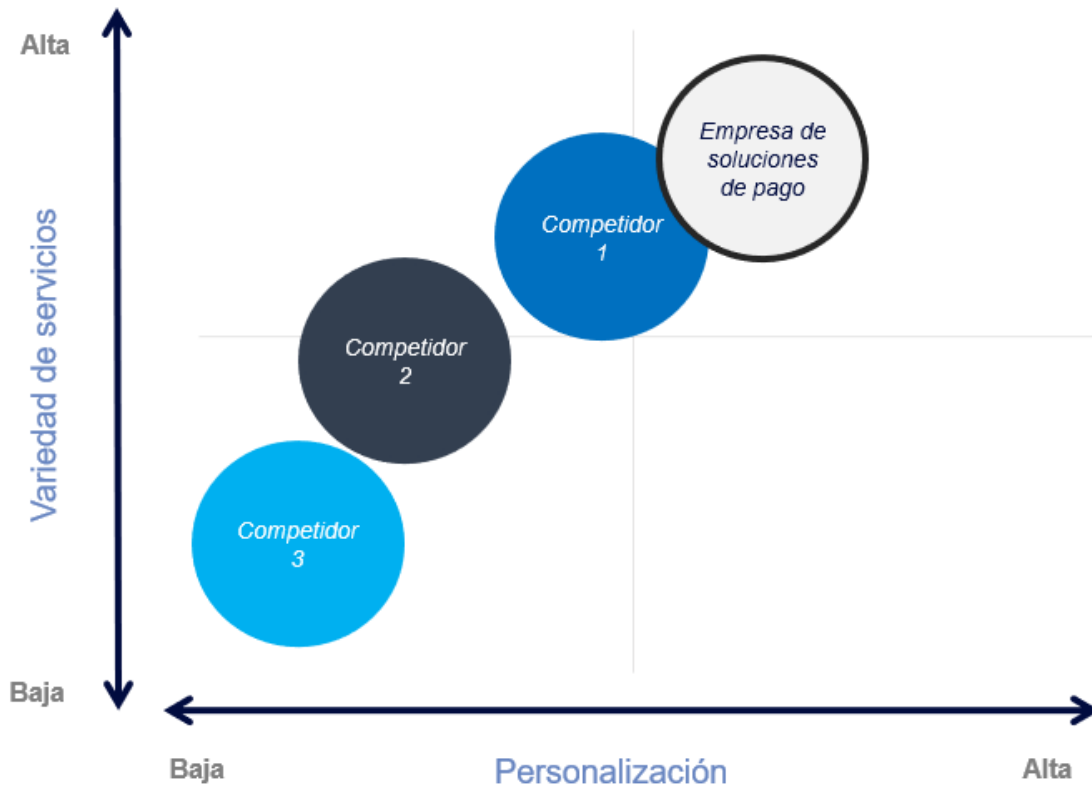 Alta
Empresa de
soluciones
de pago
Competidor
1
Variedad de servicios
Competidor
2
Competidor
3
Baja
Baja
Personalización
Alta